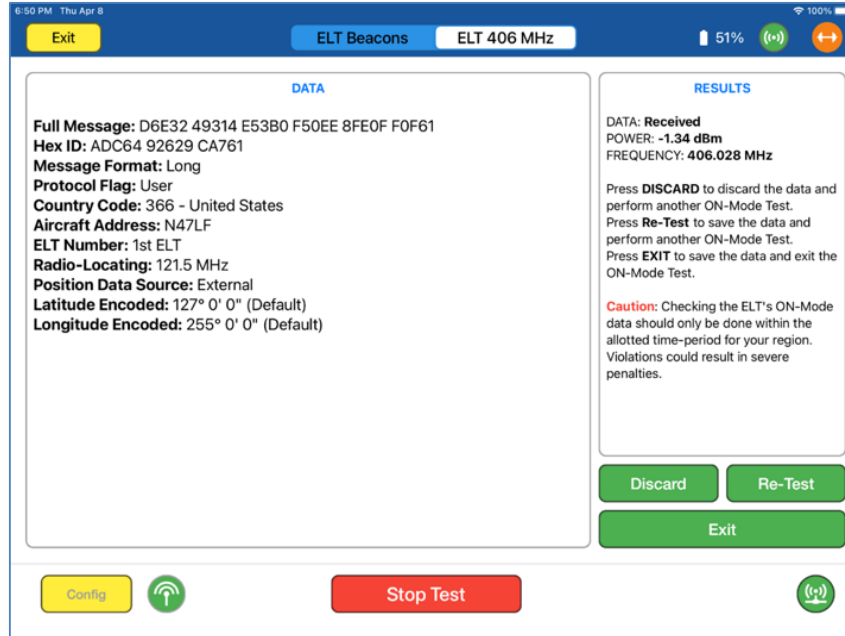 6:50 PM Thu Apr 8
100%
Exit
ELT Beacons
ELT 406 MHz
51%
DATA
Full Message: D6E32 49314 E53B0 F50EE 8FE0F F0F61
Hex ID: ADC64 92629 CA761
Message Format: Long
Protocol Flag: User
Country Code: 366 - United States
Aircraft Address: N47LF
ELT Number: 1st ELT
Radio-Locating: 121.5 MHz
Position Data Source: External
Latitude Encoded: 127° 0' 0" (Default)
Longitude Encoded: 255° 0' 0" (Default)
RESULTS
DATA: Received
POWER: -1.34 dBm
FREQUENCY: 406.028 MHz
Press DISCARD to discard the data and
perform another ON-Mode Test.
Press Re-Test to save the data and
perform another ON-Mode Test.
Press EXIT to save the data and exit the
ON-Mode Test.
Caution: Checking the ELT's ON-Mode
data should only be done within the
allotted time-period for your region.
Violations could result in severe
penalties.
Discard
Re-Test
Exit
Config
Stop Test